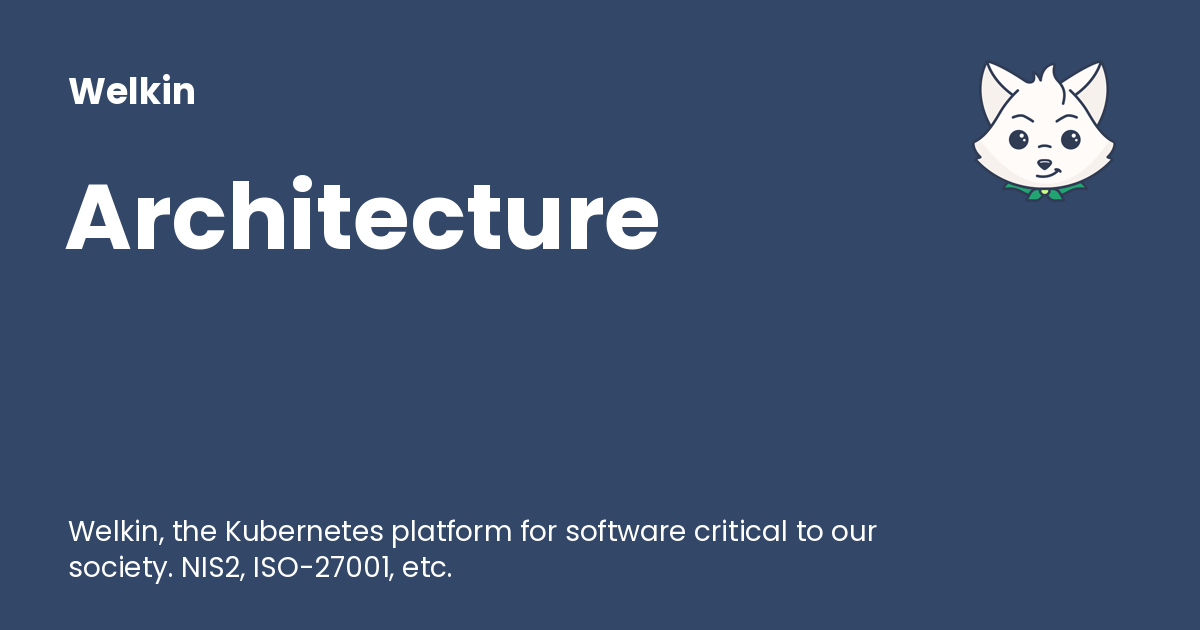 Welkin
Architecture
Welkin, the Kubernetes platform for software critical to our
society. NIS2, ISO-27001, etc.